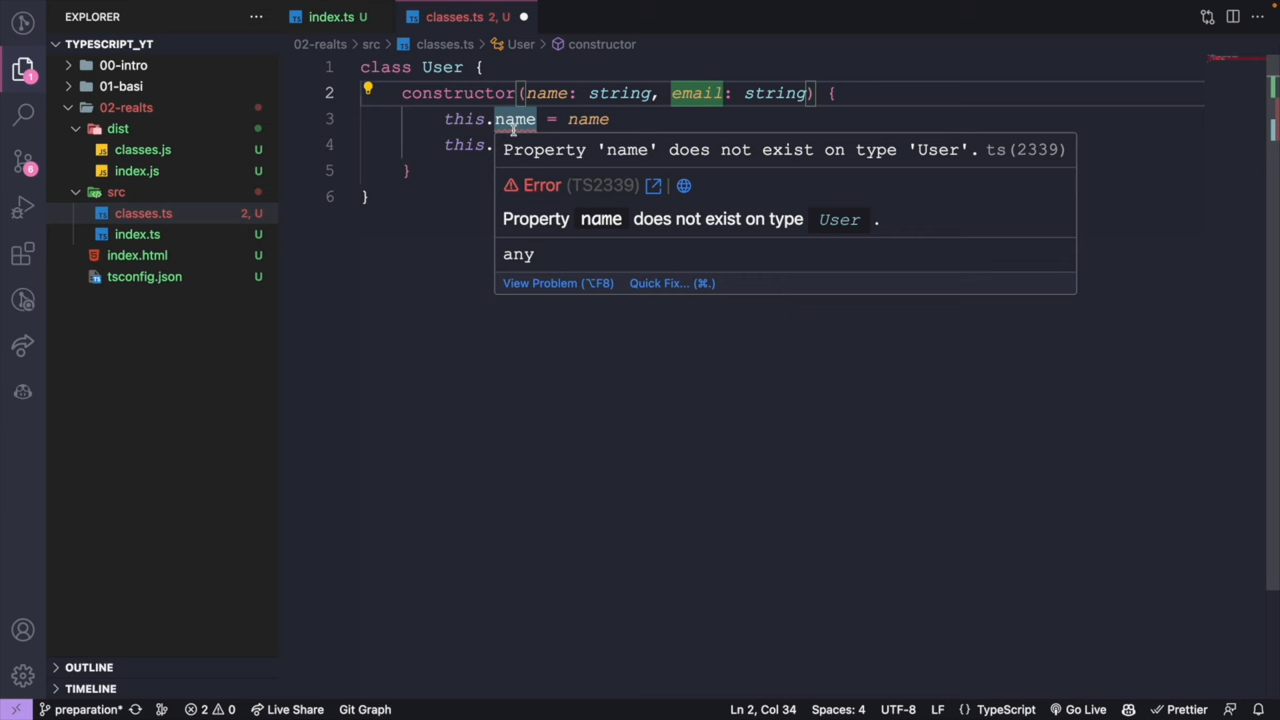 EXPLORER
index.ts U
classes.ts 2, U
TYPESCRIPT_YT
02-realts > src > classes.ts > User > constructor
00-intro
01-basi
02-realts
dist
classes.js U
index.js U
src
classes.ts 2, U
index.ts U
index.html U
tsconfig.json U
1 class User {
2 constructor(name: string, email: string) {
3 this.name = name
4 this.
5 }
6 }
Property 'name' does not exist on type 'User'. ts(2339)
Error (TS2339) |
Property name does not exist on type User .
any
View Problem (⌥F8) Quick Fix... (⌘.)
1
6
OUTLINE
TIMELINE
preparation* 2 0 Live Share Git Graph Ln 2, Col 34 Spaces: 4 UTF-8 LF {} TypeScript Go Live Prettier